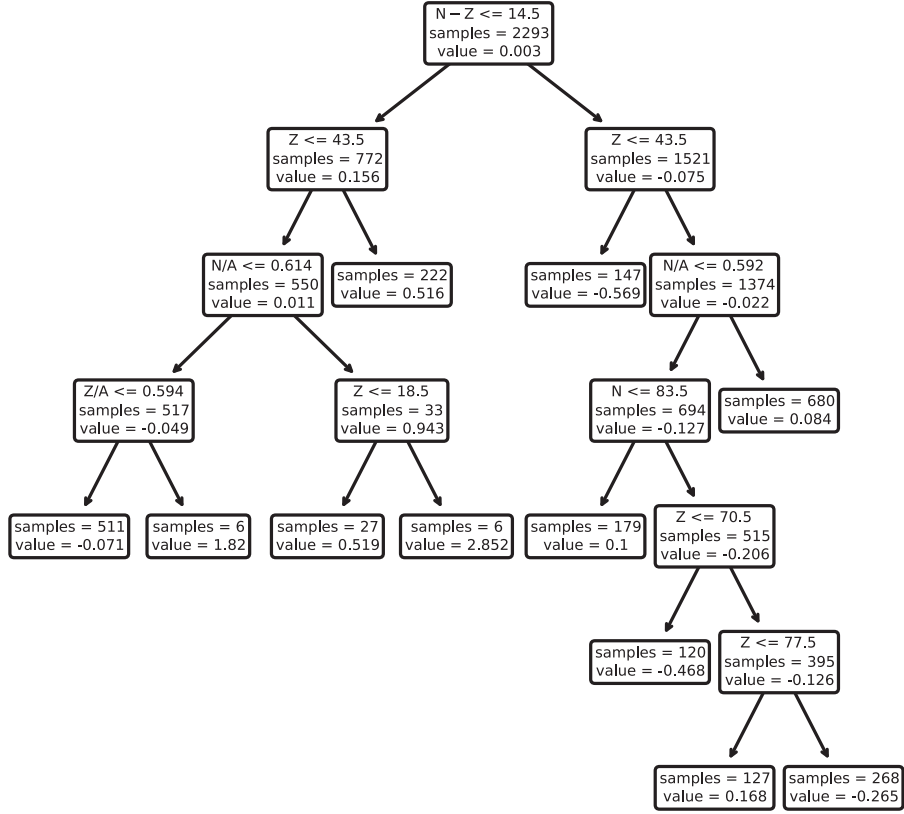 N − Z <= 14.5
samples = 2293
value = 0.003
Z <= 43.5
samples = 772
value = 0.156
Z <= 43.5
samples = 1521
value = -0.075
N/A <= 0.614
samples = 550
value = 0.011
samples = 222
value = 0.516
samples = 147
value = -0.569
N/A <= 0.592
samples = 1374
value = -0.022
Z/A <= 0.594
samples = 517
value = -0.049
Z <= 18.5
samples = 33
value = 0.943
N <= 83.5
samples = 694
value = -0.127
samples = 680
value = 0.084
samples = 511
value = -0.071
samples = 6
value = 1.82
samples = 27
value = 0.519
samples = 6
value = 2.852
samples = 179
value = 0.1
Z <= 70.5
samples = 515
value = -0.206
samples = 120
value = -0.468
Z <= 77.5
samples = 395
value = -0.126
samples = 127
value = 0.168
samples = 268
value = -0.265